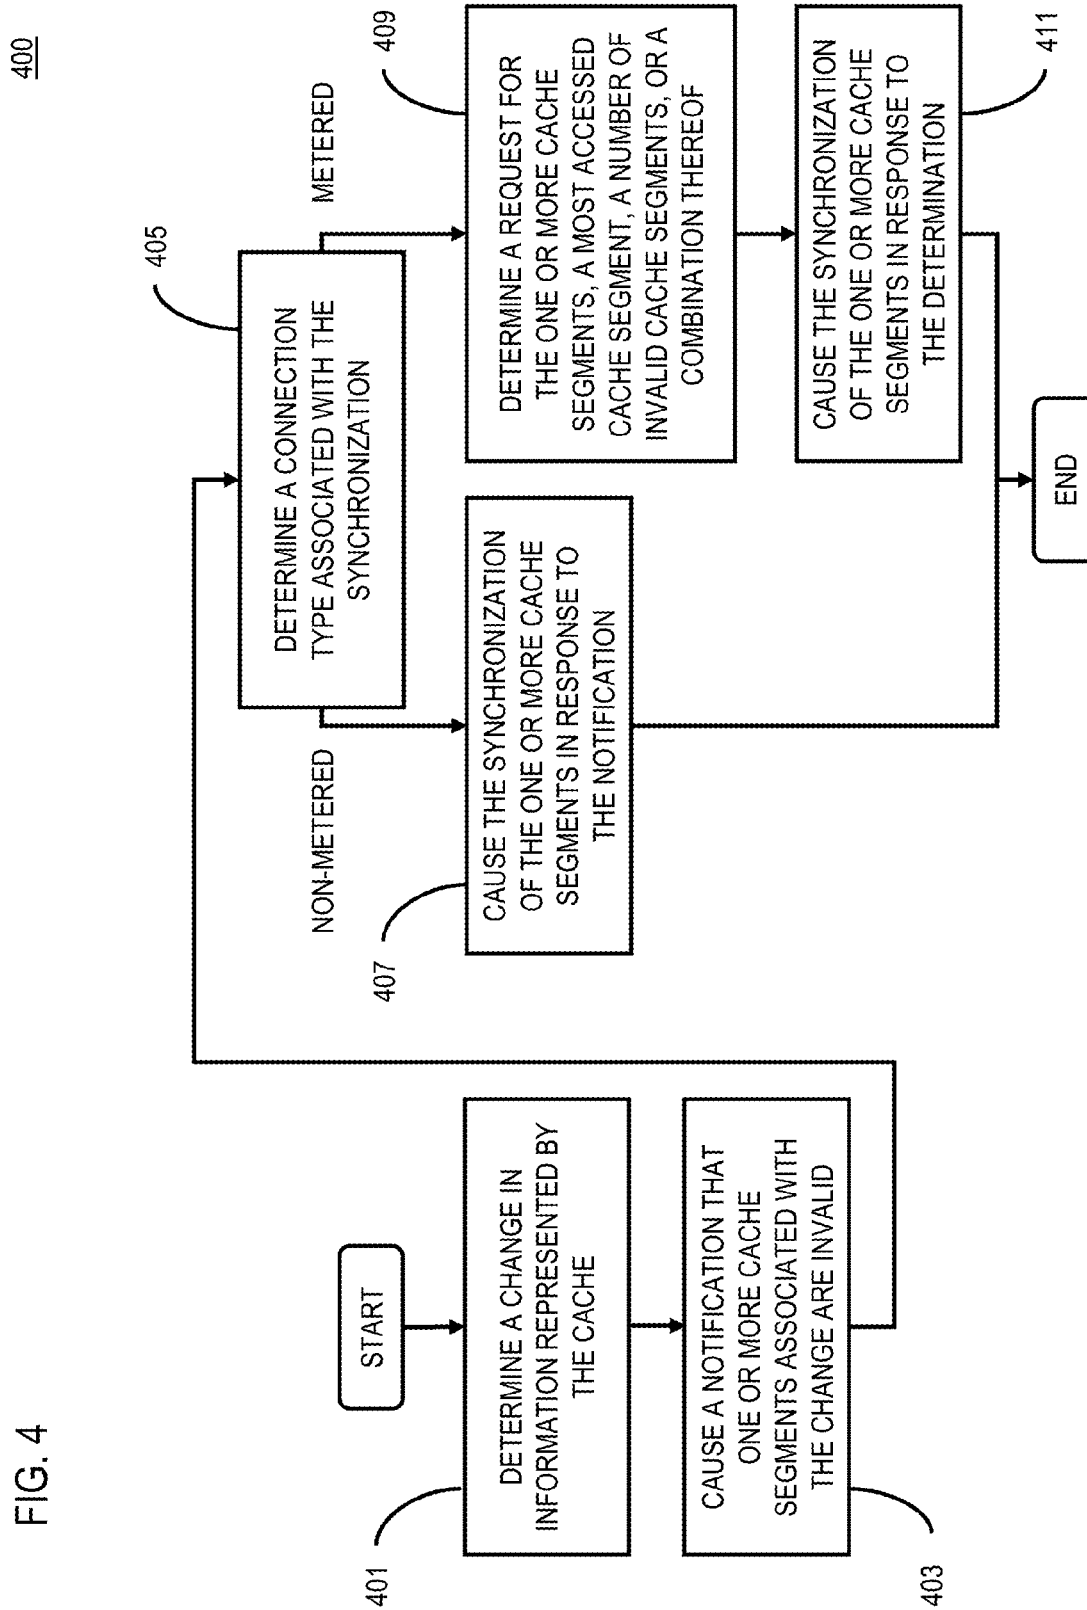 FIG. 4
400
START
401
DETERMINE A CHANGE IN
INFORMATION REPRESENTED BY
THE CACHE
CAUSE A NOTIFICATION THAT
ONE OR MORE CACHE
SEGMENTS ASSOCIATED WITH
THE CHANGE ARE INVALID
403
405
DETERMINE A CONNECTION
TYPE ASSOCIATED WITH THE
SYNCHRONIZATION
NON-METERED
METERED
407
CAUSE THE SYNCHRONIZATION
OF THE ONE OR MORE CACHE
SEGMENTS IN RESPONSE TO
THE NOTIFICATION
409
DETERMINE A REQUEST FOR
THE ONE OR MORE CACHE
SEGMENTS, A MOST ACCESSED
CACHE SEGMENT, A NUMBER OF
INVALID CACHE SEGMENTS, OR A
COMBINATION THEREOF
411
CAUSE THE SYNCHRONIZATION
OF THE ONE OR MORE CACHE
SEGMENTS IN RESPONSE TO
THE DETERMINATION
END